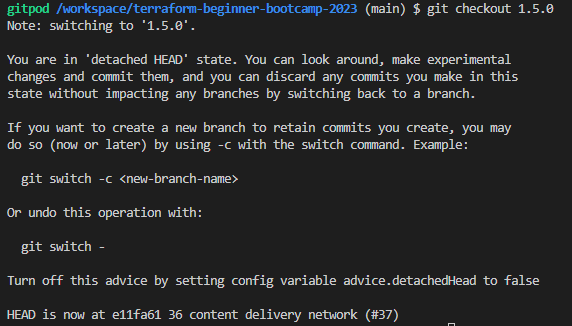 gitpod /workspace/terraform-beginner-bootcamp-2023 (main) $ git checkout 1.5.0
Note: switching to '1.5.0'.
You are in 'detached HEAD' state. You can look around, make experimental
changes and commit them, and you can discard any commits you make in this
state without impacting any branches by switching back to a branch.
If you want to create a new branch to retain commits you create, you may
do so (now or later) by using -c with the switch command. Example:
git switch -c <new-branch-name>
Or undo this operation with:
git switch -
Turn off this advice by setting config variable advice.detachedHead to false
HEAD is now at e11fa61 36 content delivery network (#37)